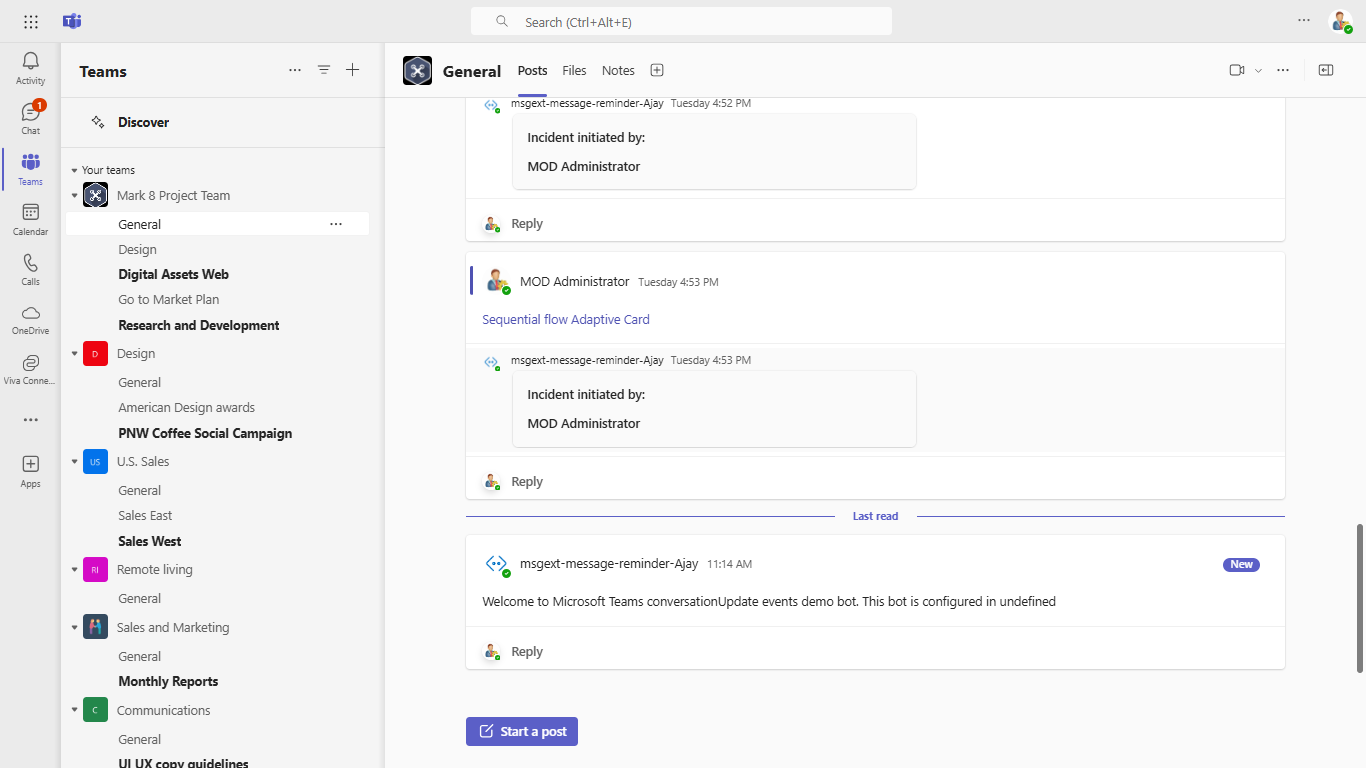 Search (Ctrl+Alt+E)
Activity
1
Chat
Teams
Calendar
Calls
OneDrive
Viva Conne...
Apps
Teams
Discover
Your teams
Mark 8 Project Team
General
Design
Digital Assets Web
Go to Market Plan
Research and Development
D Design
General
American Design awards
PNW Coffee Social Campaign
US U.S. Sales
General
Sales East
Sales West
Rl Remote living
General
Sales and Marketing
General
Monthly Reports
C Communications
General
UI UX copy guidelines
General Posts Files Notes
msgext-message-reminder-Ajay Tuesday 4:52 PM
Incident initiated by:
MOD Administrator
Reply
MOD Administrator Tuesday 4:53 PM
Sequential flow Adaptive Card
msgext-message-reminder-Ajay Tuesday 4:53 PM
Incident initiated by:
MOD Administrator
Reply
Last read
msgext-message-reminder-Ajay 11:14 AM New
Welcome to Microsoft Teams conversationUpdate events demo bot. This bot is configured in undefined
Reply
Start a post